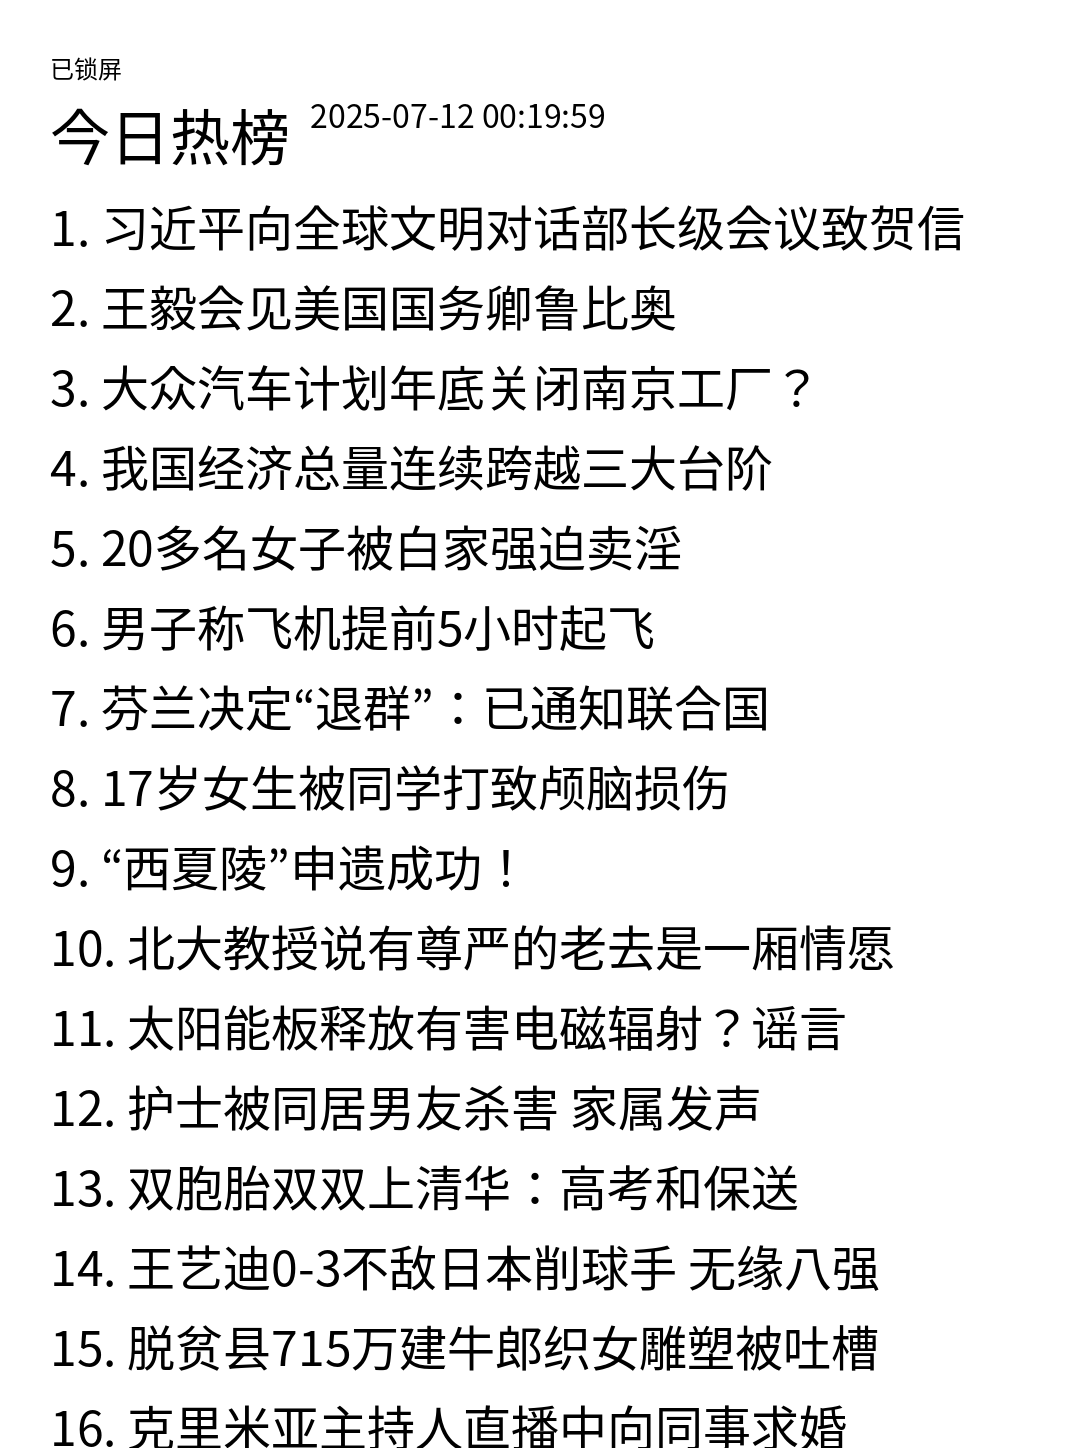 已锁屏
今日热榜 2025-07-12 00:19:59
1. 习近平向全球文明对话部长级会议致贺信
2. 王毅会见美国国务卿鲁比奥
3. 大众汽车计划年底关闭南京工厂？
4. 我国经济总量连续跨越三大台阶
5. 20多名女子被白家强迫卖淫
6. 男子称飞机提前5小时起飞
7. 芬兰决定“退群”：已通知联合国
8. 17岁女生被同学打致颅脑损伤
9. “西夏陵”申遗成功！
10. 北大教授说有尊严的老去是一厢情愿
11. 太阳能板释放有害电磁辐射？谣言
12. 护士被同居男友杀害 家属发声
13. 双胞胎双双上清华：高考和保送
14. 王艺迪0-3不敌日本削球手 无缘八强
15. 脱贫县715万建牛郎织女雕塑被吐槽
16. 克里米亚主持人直播中向同事求婚